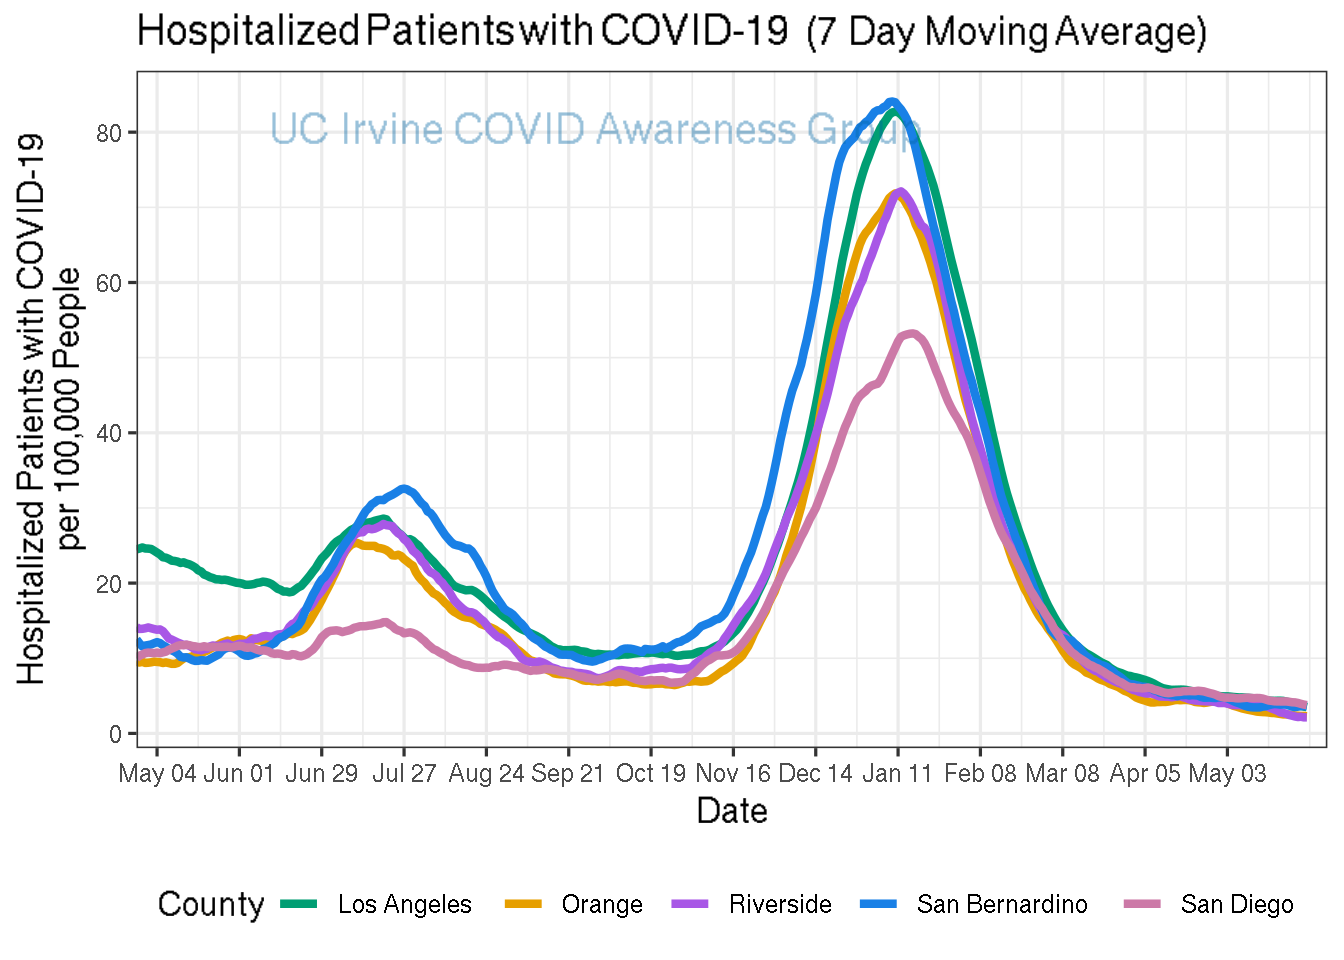 Hospitalized Patients with COVID-19 (7 Day Moving Average)
UC Irvine COVID Awareness Group
Hospitalized Patients with COVID-19
per 100,000 People
80
60
40
20
0
May 04 Jun 01 Jun 29 Jul 27 Aug 24 Sep 21 Oct 19 Nov 16 Dec 14 Jan 11 Feb 08 Mar 08 Apr 05 May 03
Date
County Los Angeles Orange Riverside San Bernardino San Diego